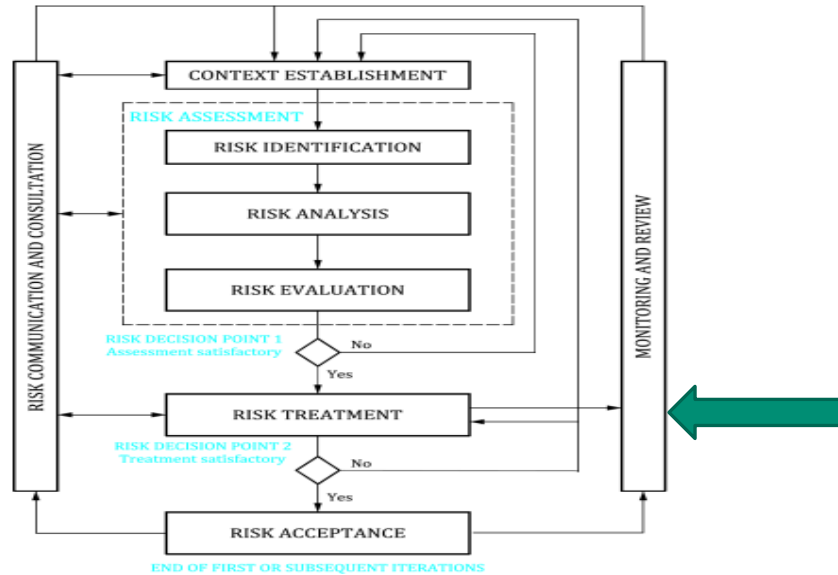 CONTEXT ESTABLISHMENT
RISK ASSESSMENT
RISK IDENTIFICATION
RISK ANALYSIS
RISK EVALUATION
RISK COMMUNICATION AND CONSULTATION
MONITORING AND REVIEW
RISK DECISION POINT 1
Assessment satisfactory
No
Yes
RISK TREATMENT
RISK DECISION POINT 2
Treatment satisfactory
No
Yes
RISK ACCEPTANCE
END OF FIRST OR SUBSEQUENT ITERATIONS